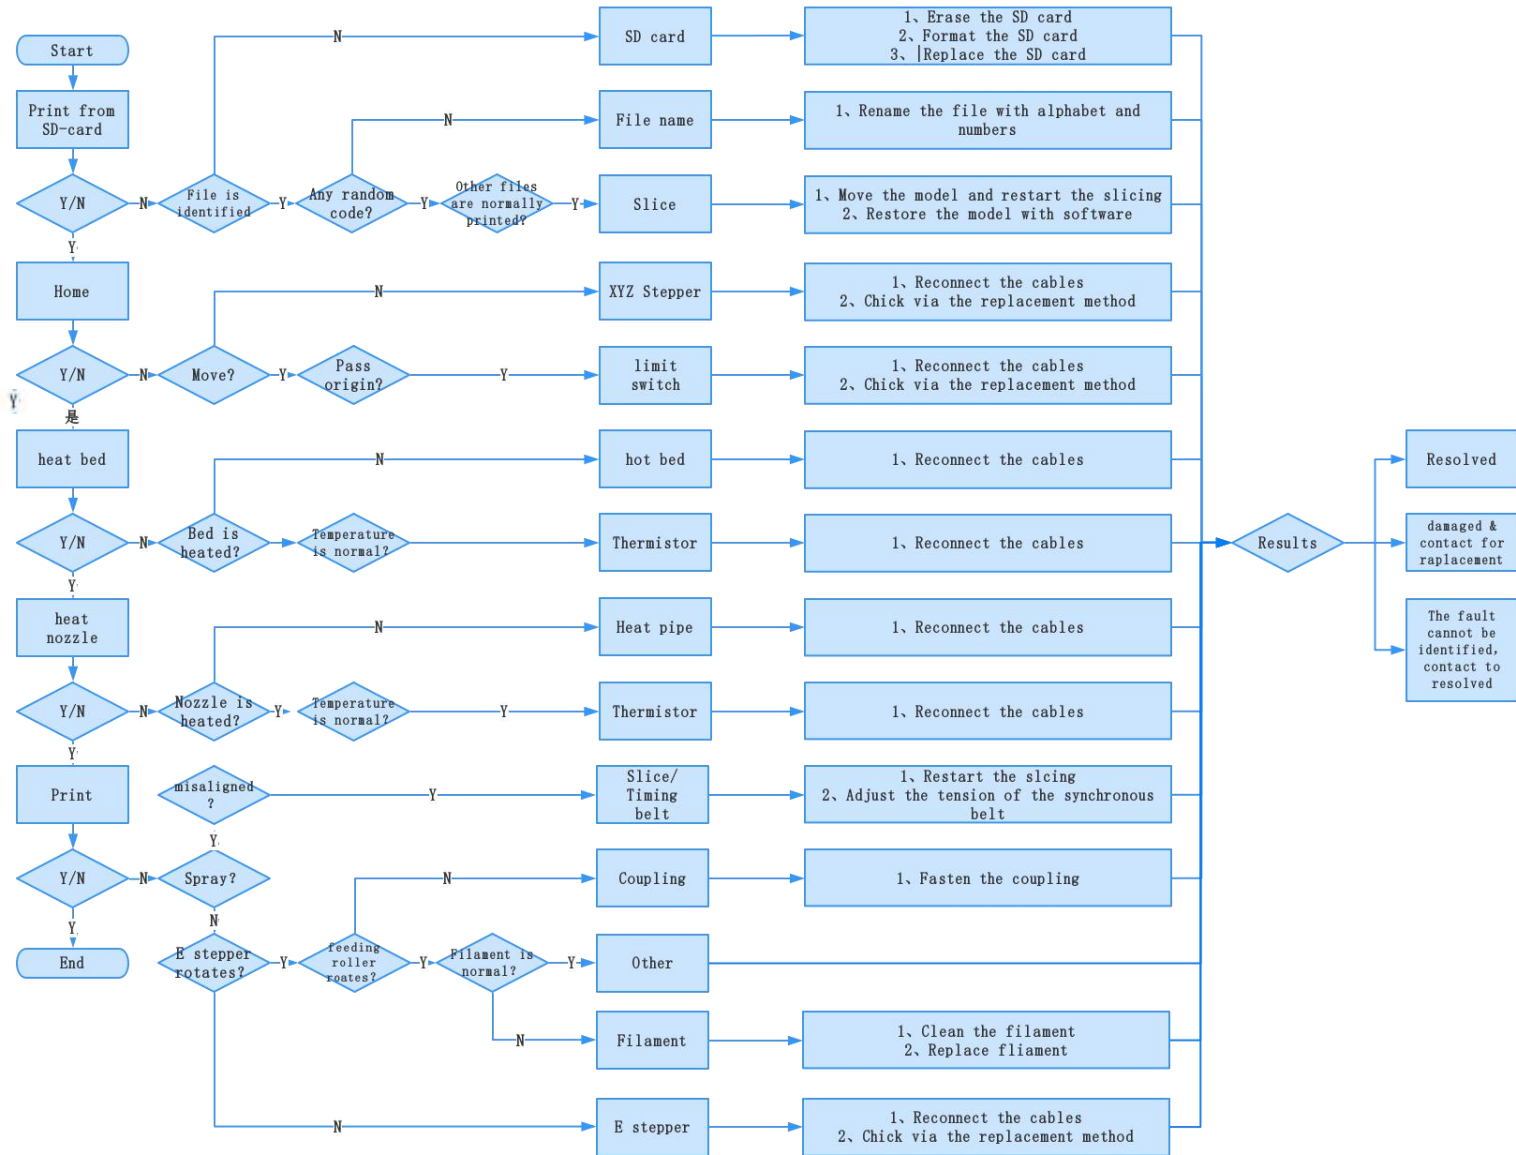 Start
Print from
SD-card
Y/N
N
File is
identified
N
Y
Any random
code?
N
Y
Other files
are normally
printed?
Y
SD card
1、Erase the SD card
2、Format the SD card
3、|Replace the SD card
File name
1、Rename the file with alphabet and
numbers
Slice
1、Move the model and restart the slicing
2、Restore the model with software
Y
Home
Y/N
N
Move?
N
Y
Pass
origin?
Y
XYZ Stepper
1、Reconnect the cables
2、Chick via the replacement method
limit
switch
1、Reconnect the cables
2、Chick via the replacement method
Y
是
heat bed
Y/N
N
Bed is
heated?
N
Temperature
is normal?
hot bed
1、Reconnect the cables
Thermistor
1、Reconnect the cables
Y
heat
nozzle
Y/N
N
Nozzle is
heated?
N
Y
Temperature
is normal?
Y
Heat pipe
1、Reconnect the cables
Thermistor
1、Reconnect the cables
Y
Print
Y/N
N
Spray?
Y
misaligned
?
Y
Slice/
Timing
belt
1、Restart the slcing
2、Adjust the tension of the synchronous
belt
Y
End
N
E stepper
rotates?
Y
feeding
roller
roates?
N
Coupling
1、Fasten the coupling
Y
Filament is
normal?
Y
Other
N
Filament
1、Clean the filament
2、Replace fliament
N
E stepper
1、Reconnect the cables
2、Chick via the replacement method
Results
Resolved
damaged &
contact for
raplacement
The fault
cannot be
identified,
contact to
resolved